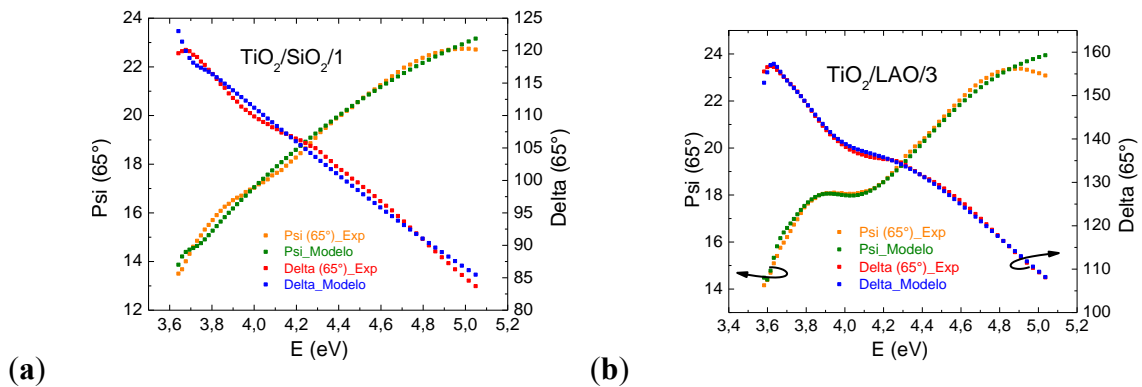 TiO2/SiO2/1
Psi (65°)
24
22
20
18
16
14
12
Delta (65°)
125
120
115
110
105
100
95
90
85
80
Psi (65°)_Exp
Psi_Modelo
Delta (65°)_Exp
Delta_Modelo
3,4 3,6 3,8 4,0 4,2 4,4 4,6 4,8 5,0 5,2
E (eV)
(a)
TiO2/LAO/3
Psi (65°)
24
22
20
18
16
14
Delta (65°)
160
150
140
130
120
110
100
Psi (65°)_Exp
Psi_Modelo
Delta (65°)_Exp
Delta_Modelo
3,4 3,6 3,8 4,0 4,2 4,4 4,6 4,8 5,0 5,2
E (eV)
(b)